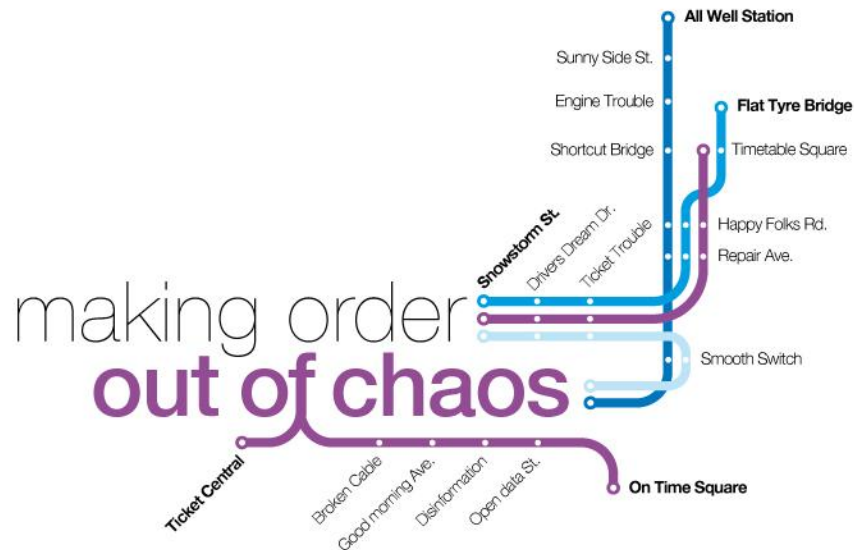 All Well Station
Sunny Side St.
Engine Trouble
Flat Tyre Bridge
Shortcut Bridge
Timetable Square
Snowstorm St.
Drivers Dream Dr.
Ticket Trouble
Happy Folks Rd.
Repair Ave.
making order
out of chaos
Smooth Switch
Ticket Central
Broken Cable
Good morning Ave.
Disinformation
Open data St.
On Time Square